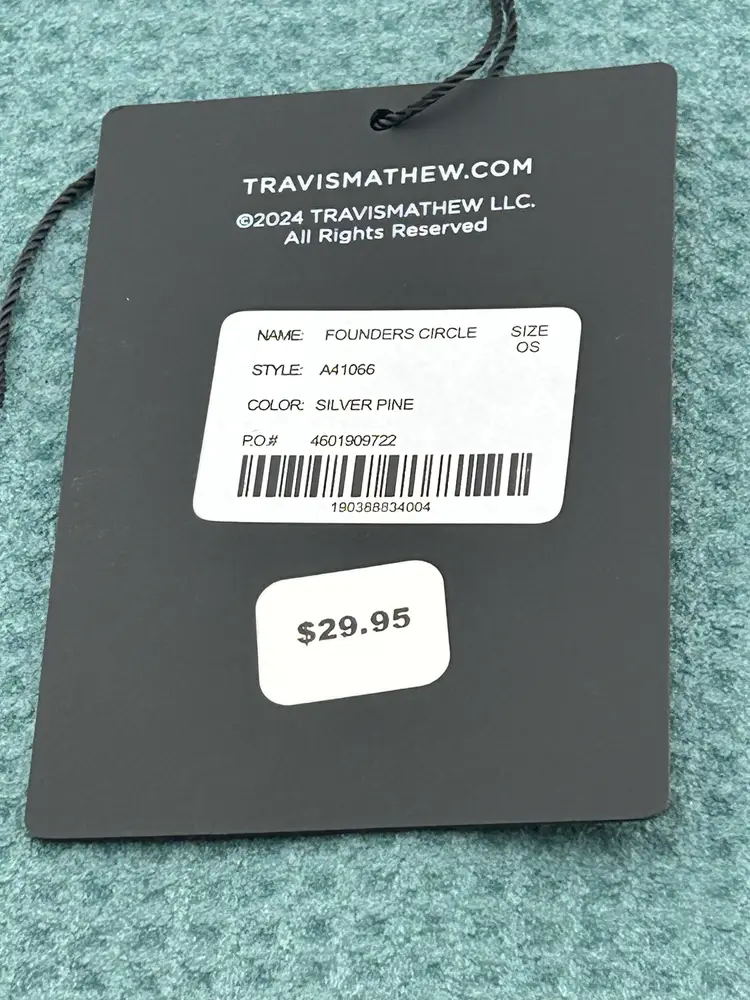 TRAVISMATHEW.COM
©2024 TRAVISMATHEW LLC.
All Rights Reserved
NAME: FOUNDERS CIRCLE SIZE
OS
STYLE: A41066
COLOR: SILVER PINE
P.O.# 4601909722
190388834004
$29.95